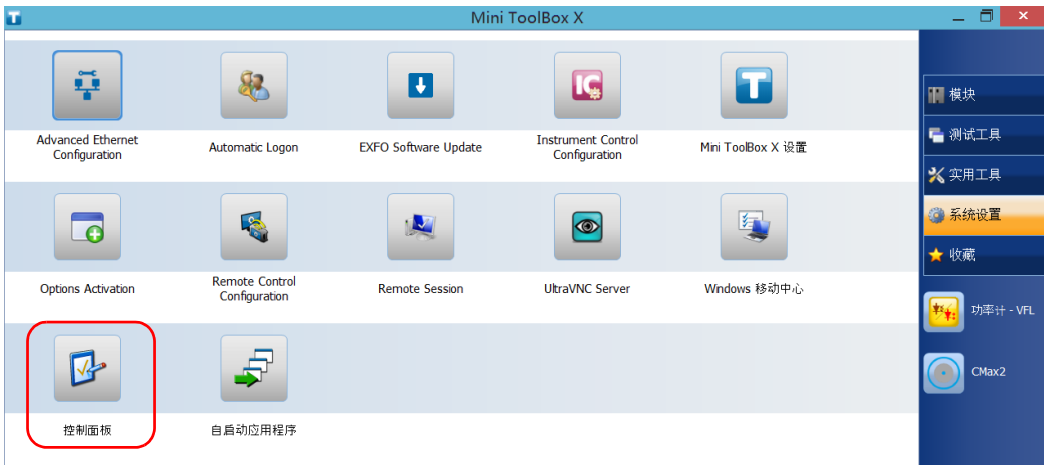 Mini ToolBox X
Advanced Ethernet
Configuration
Automatic Logon
EXFO Software Update
Instrument Control
Configuration
Mini ToolBox X 设置
Options Activation
Remote Control
Configuration
Remote Session
UltraVNC Server
Windows 移动中心
控制面板
自启动应用程序
模块
测试工具
实用工具
系统设置
收藏
功率计 - VFL
CMax2